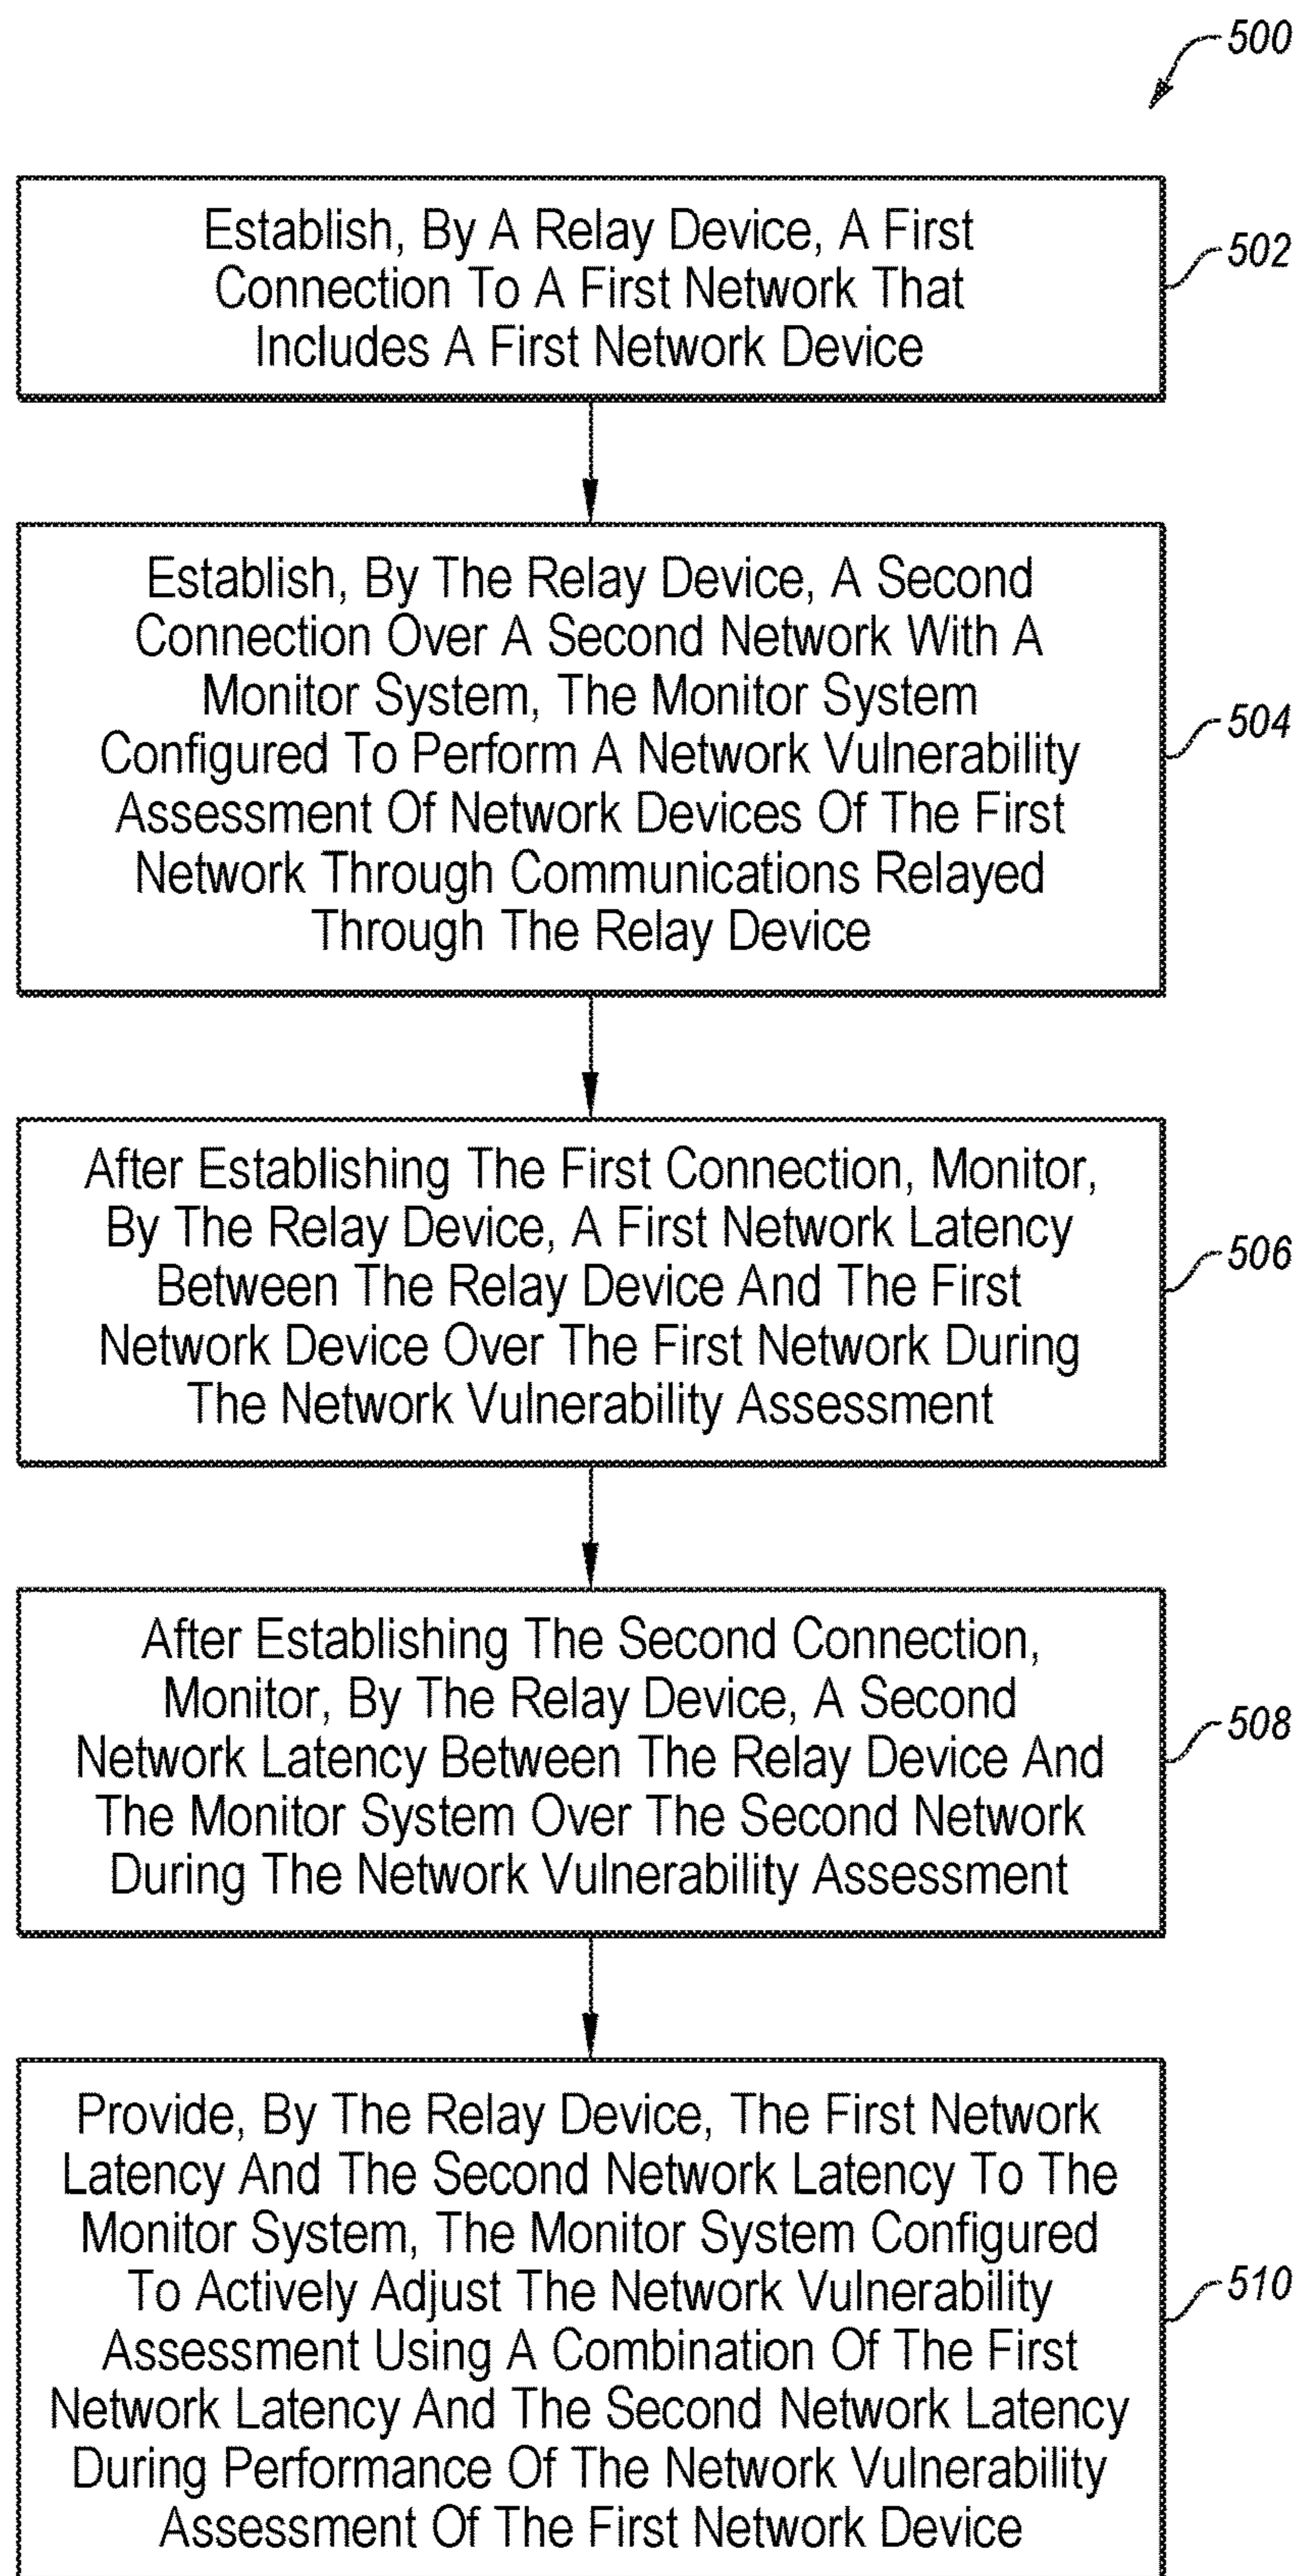 500
Establish, By A Relay Device, A First
Connection To A First Network That
Includes A First Network Device
502
Establish, By The Relay Device, A Second
Connection Over A Second Network With A
Monitor System, The Monitor System
Configured To Perform A Network Vulnerability
Assessment Of Network Devices Of The First
Network Through Communications Relayed
Through The Relay Device
504
After Establishing The First Connection, Monitor,
By The Relay Device, A First Network Latency
Between The Relay Device And The First
Network Device Over The First Network During
The Network Vulnerability Assessment
506
After Establishing The Second Connection,
Monitor, By The Relay Device, A Second
Network Latency Between The Relay Device And
The Monitor System Over The Second Network
During The Network Vulnerability Assessment
508
Provide, By The Relay Device, The First Network
Latency And The Second Network Latency To The
Monitor System, The Monitor System Configured
To Actively Adjust The Network Vulnerability
Assessment Using A Combination Of The First
Network Latency And The Second Network Latency
During Performance Of The Network Vulnerability
Assessment Of The First Network Device
510